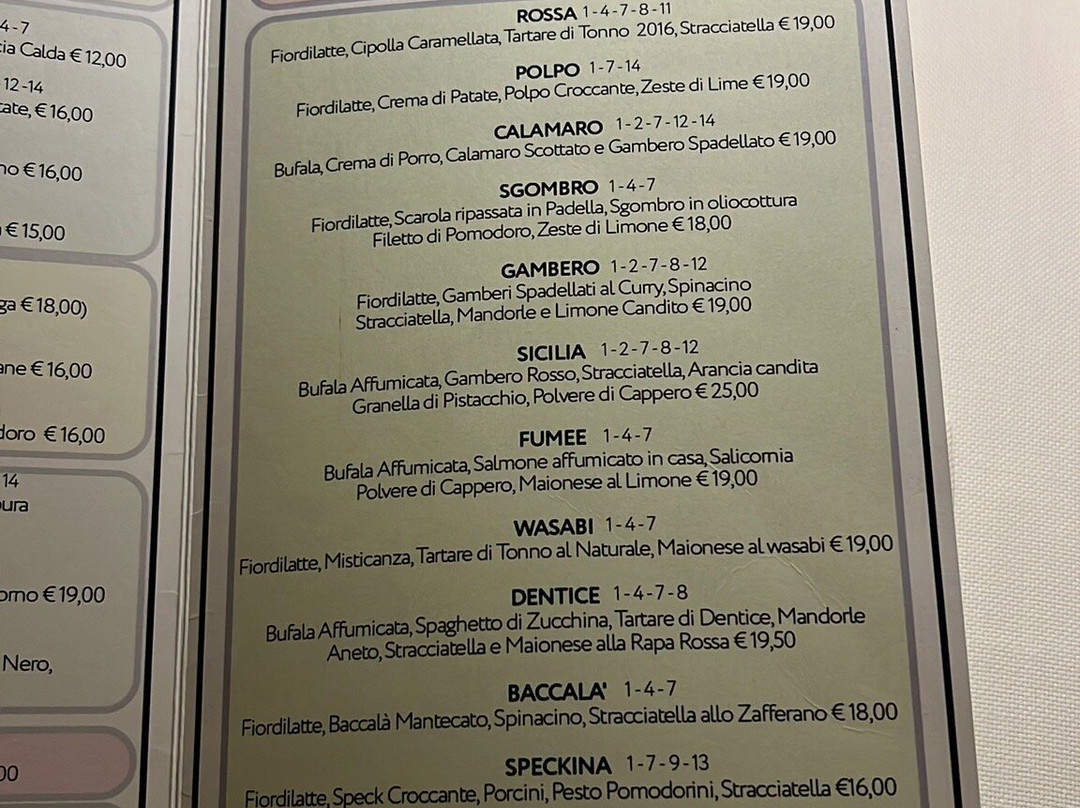 4-7
cia Calda € 12,00
12-14
tate, € 16,00
no € 16,00
€ 15,00
ga € 18,00)
ane € 16,00
doro € 16,00
14
ura
orno € 19,00
Nero,
00
ROSSA 1-4-7-8-11
Fiordilatte, Cipolla Caramellata, Tartare di Tonno 2016, Stracciatella € 19,00
POLPO 1-7-14
Fiordilatte, Crema di Patate, Polpo Croccante, Zeste di Lime € 19,00
CALAMARO 1-2-7-12-14
Bufala, Crema di Porro, Calamaro Scottato e Gambero Spadellato € 19,00
SGOMBRO 1-4-7
Fiordilatte, Scarola ripassata in Padella, Sgombro in oliocottura
Filetto di Pomodoro, Zeste di Limone € 18,00
GAMBERO 1-2-7-8-12
Fiordilatte, Gamberi Spadellati al Curry, Spinacino
Stracciatella, Mandorle e Limone Candito € 19,00
SICILIA 1-2-7-8-12
Bufala Affumicata, Gambero Rosso, Stracciatella, Arancia candita
Granella di Pistacchio, Polvere di Cappero € 25,00
FUMEE 1-4-7
Bufala Affumicata, Salmone affumicato in casa, Salicornia
Polvere di Cappero, Maionese al Limone € 19,00
WASABI 1-4-7
Fiordilatte, Misticanza, Tartare di Tonno al Naturale, Maionese al wasabi € 19,00
DENTICE 1-4-7-8
Bufala Affumicata, Spaghetto di Zucchina, Tartare di Dentice, Mandorle
Aneto, Stracciatella e Maionese alla Rapa Rossa € 19,50
BACCALA' 1-4-7
Fiordilatte, Baccalà Mantecato, Spinacino, Stracciatella allo Zafferano € 18,00
SPECKINA 1-7-9-13
Fiordilatte, Speck Croccante, Porcini, Pesto Pomodorini, Stracciatella €16,00